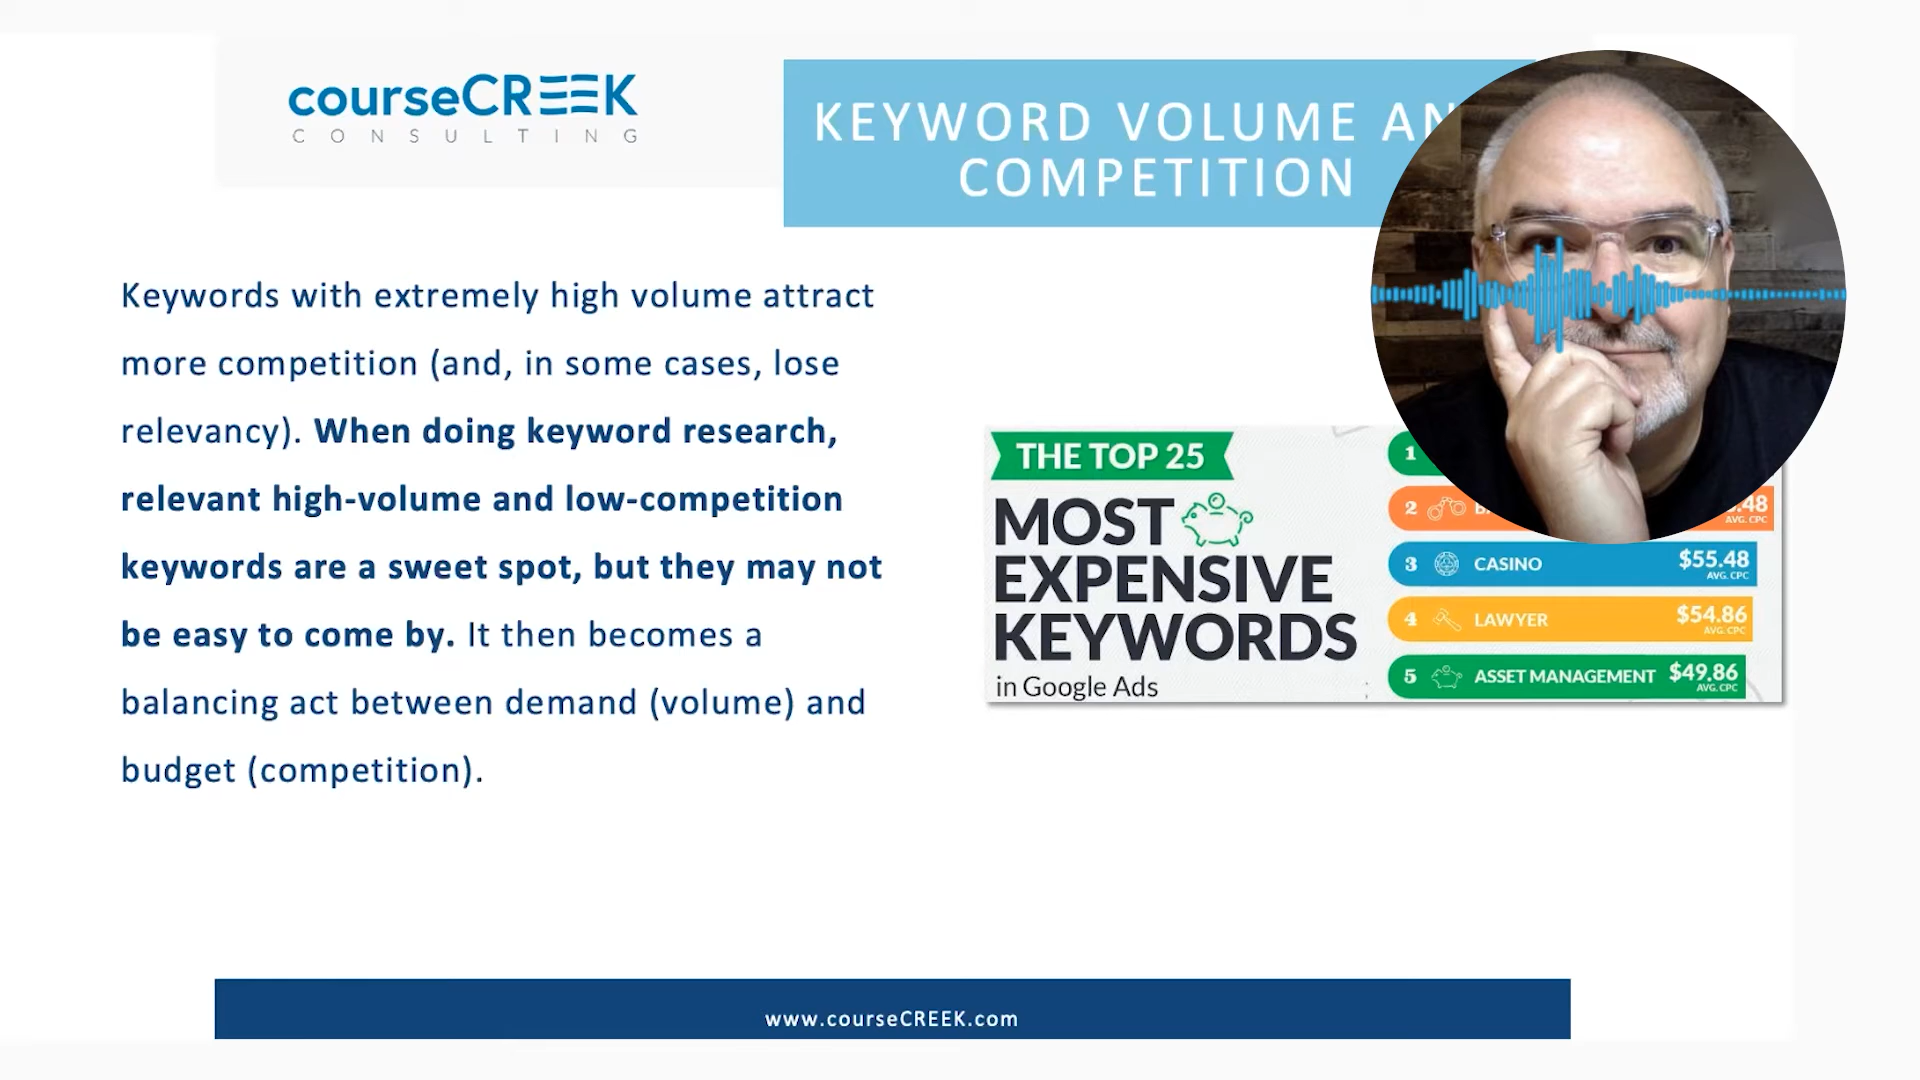 courseCREEK
CONSULTING
KEYWORD VOLUME AN
COMPETITION
Keywords with extremely high volume attract
more competition (and, in some cases, lose
relevancy). When doing keyword research,
relevant high-volume and low-competition
keywords are a sweet spot, but they may not
be easy to come by. It then becomes a
balancing act between demand (volume) and
budget (competition).
THE TOP 25
MOST
EXPENSIVE
KEYWORDS
in Google Ads
1
2 .48
AVG. CPC
3 CASINO $55.48
AVG. CPC
4 LAWYER $54.86
AVG. CPC
5 ASSET MANAGEMENT $49.86
AVG. CPC
www.courseCREEK.com